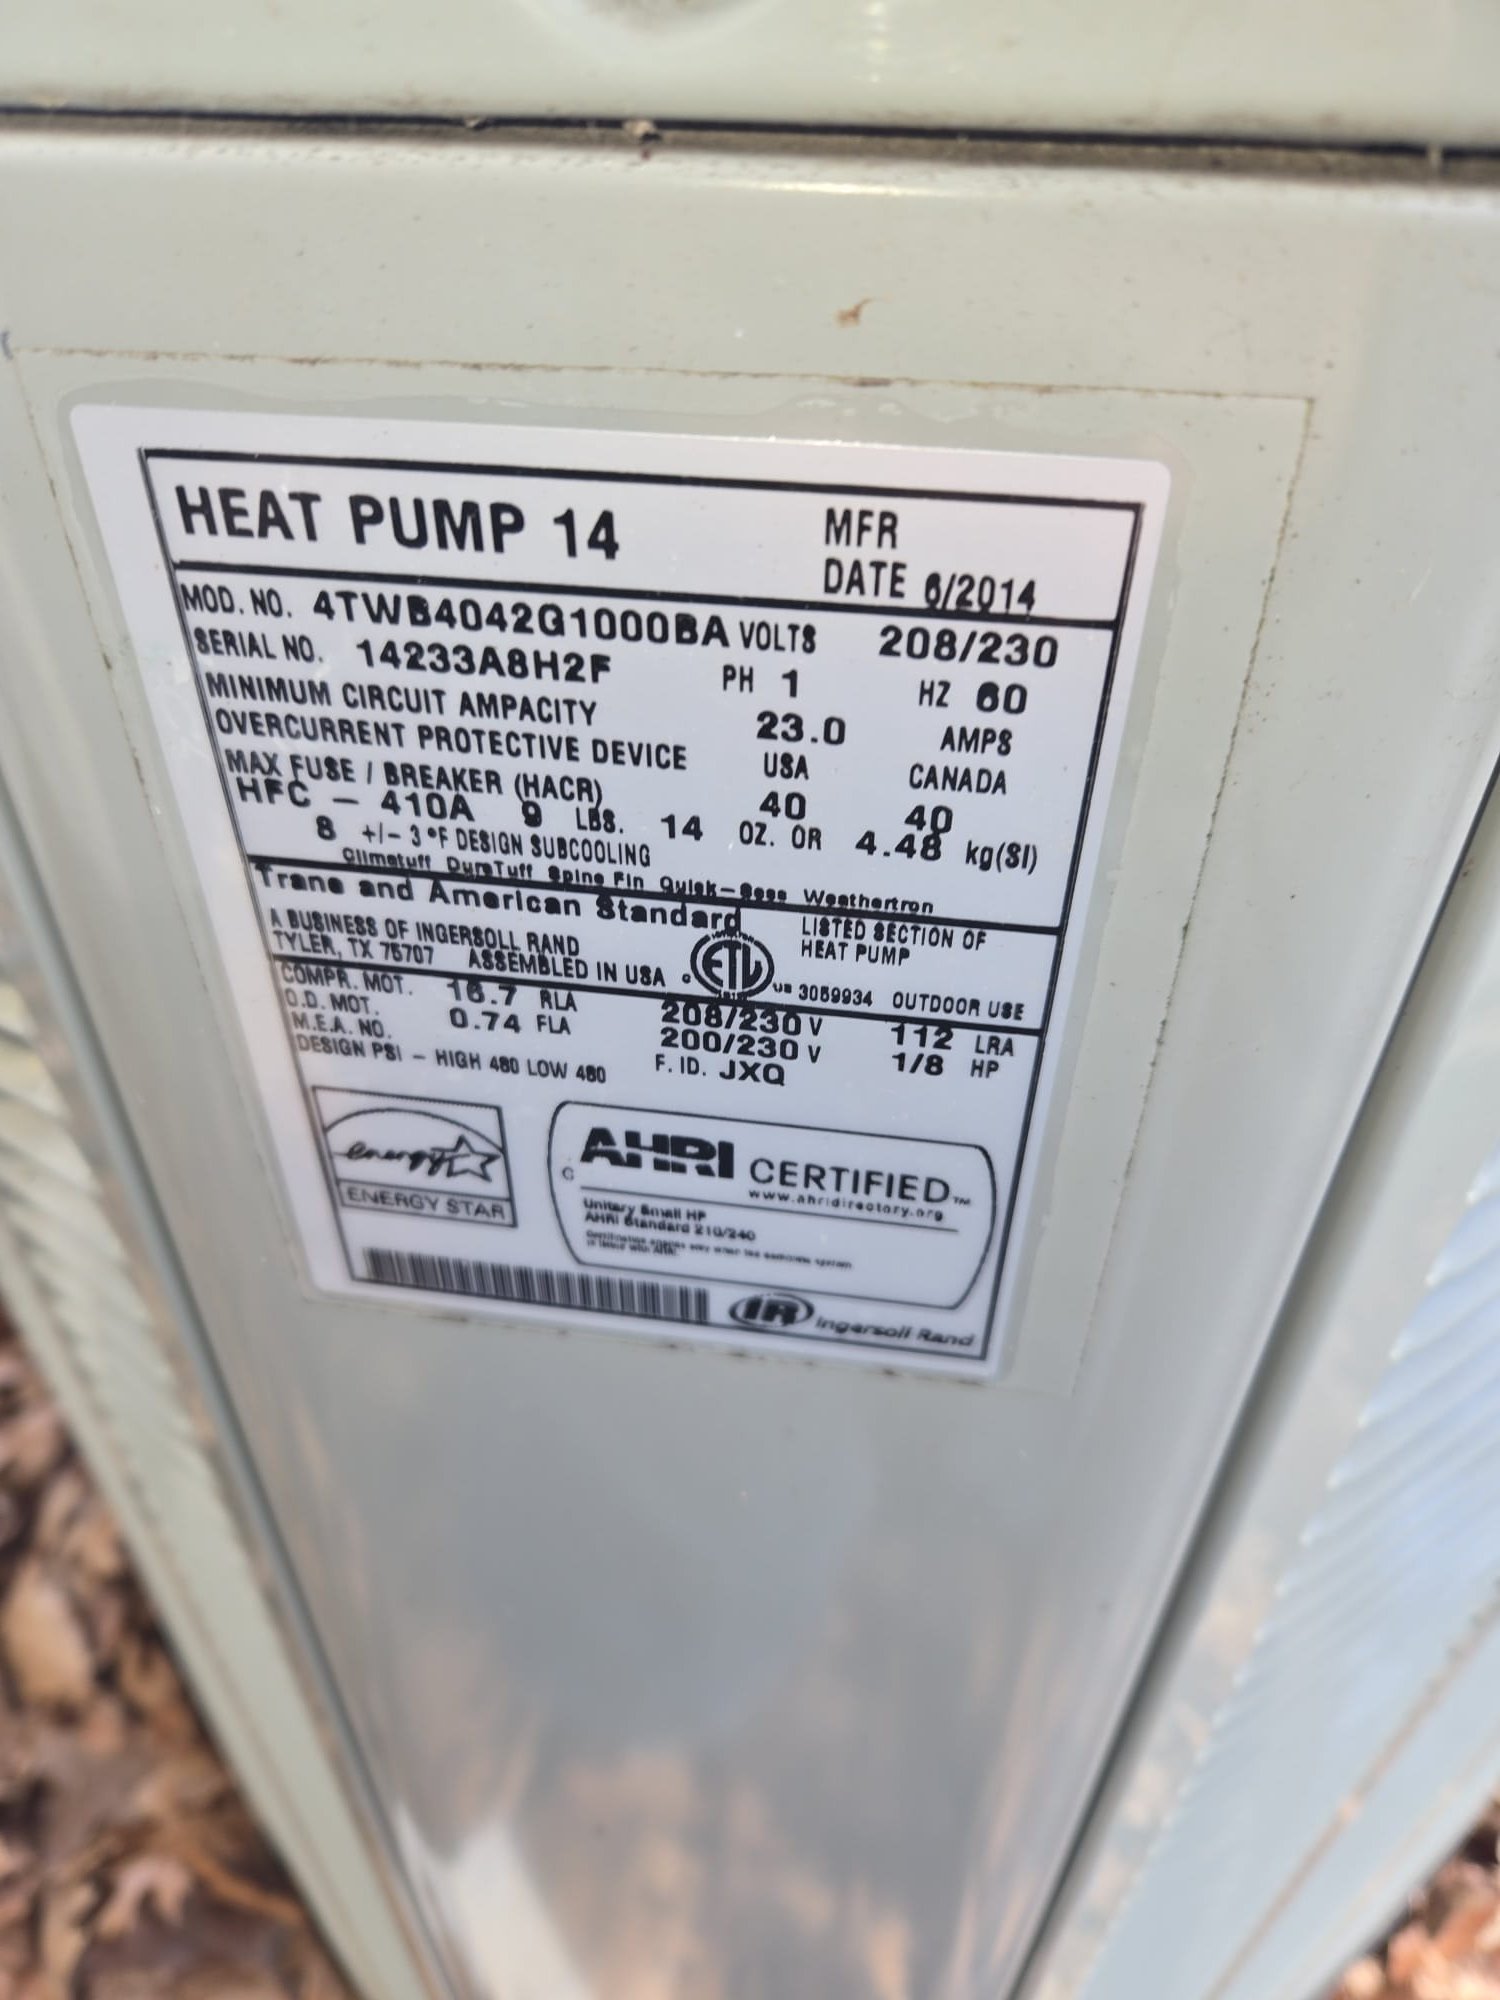 HEAT PUMP 14 MFR
DATE 6/2014
MOD. NO. 4TWB4042G1000BA VOLTS 208/230
SERIAL NO. 14233A8H2F PH 1 HZ 60
MINIMUM CIRCUIT AMPACITY 23.0 AMPS
OVERCURRENT PROTECTIVE DEVICE USA CANADA
MAX FUSE / BREAKER (HACR) 40 40
HFC - 410A 9 LBS. 14 OZ. OR 4.48 kg(SI)
8 +/- 3 °F DESIGN SUBCOOLING
Climatuff DuraTuff Spine Fin Quick-Sess Weathertron
Trane and American Standard
A BUSINESS OF INGERSOLL RAND
TYLER, TX 75707 ASSEMBLED IN USA
c ETL us 3059934
LISTED SECTION OF
HEAT PUMP
OUTDOOR USE
COMPR. MOT. 16.7 RLA 208/230 V 112 LRA
O.D. MOT. 0.74 FLA 200/230 V 1/8 HP
M.E.A. NO. F. ID. JXQ
DESIGN PSI - HIGH 480 LOW 480
energy
ENERGY STAR
C
AHRI CERTIFIED™
www.ahridirectory.org
Unitary Small HP
AHRI Standard 210/240
IR Ingersoll Rand